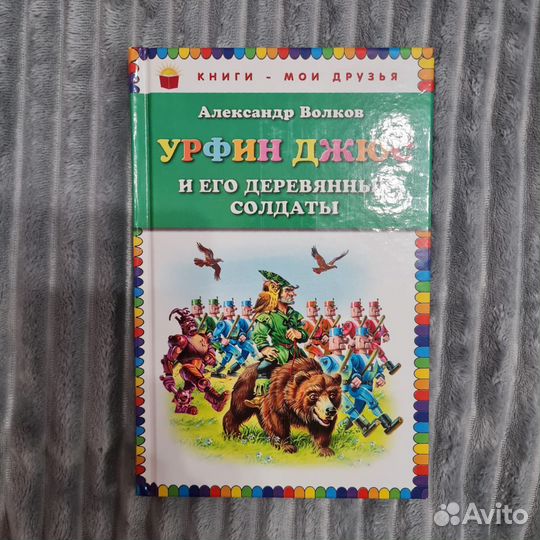 КНИГИ - МОИ ДРУЗЬЯ
Александр Волков
УРФИН ДЖЮС
И ЕГО ДЕРЕВЯННЫЕ
СОЛДАТЫ
Avito